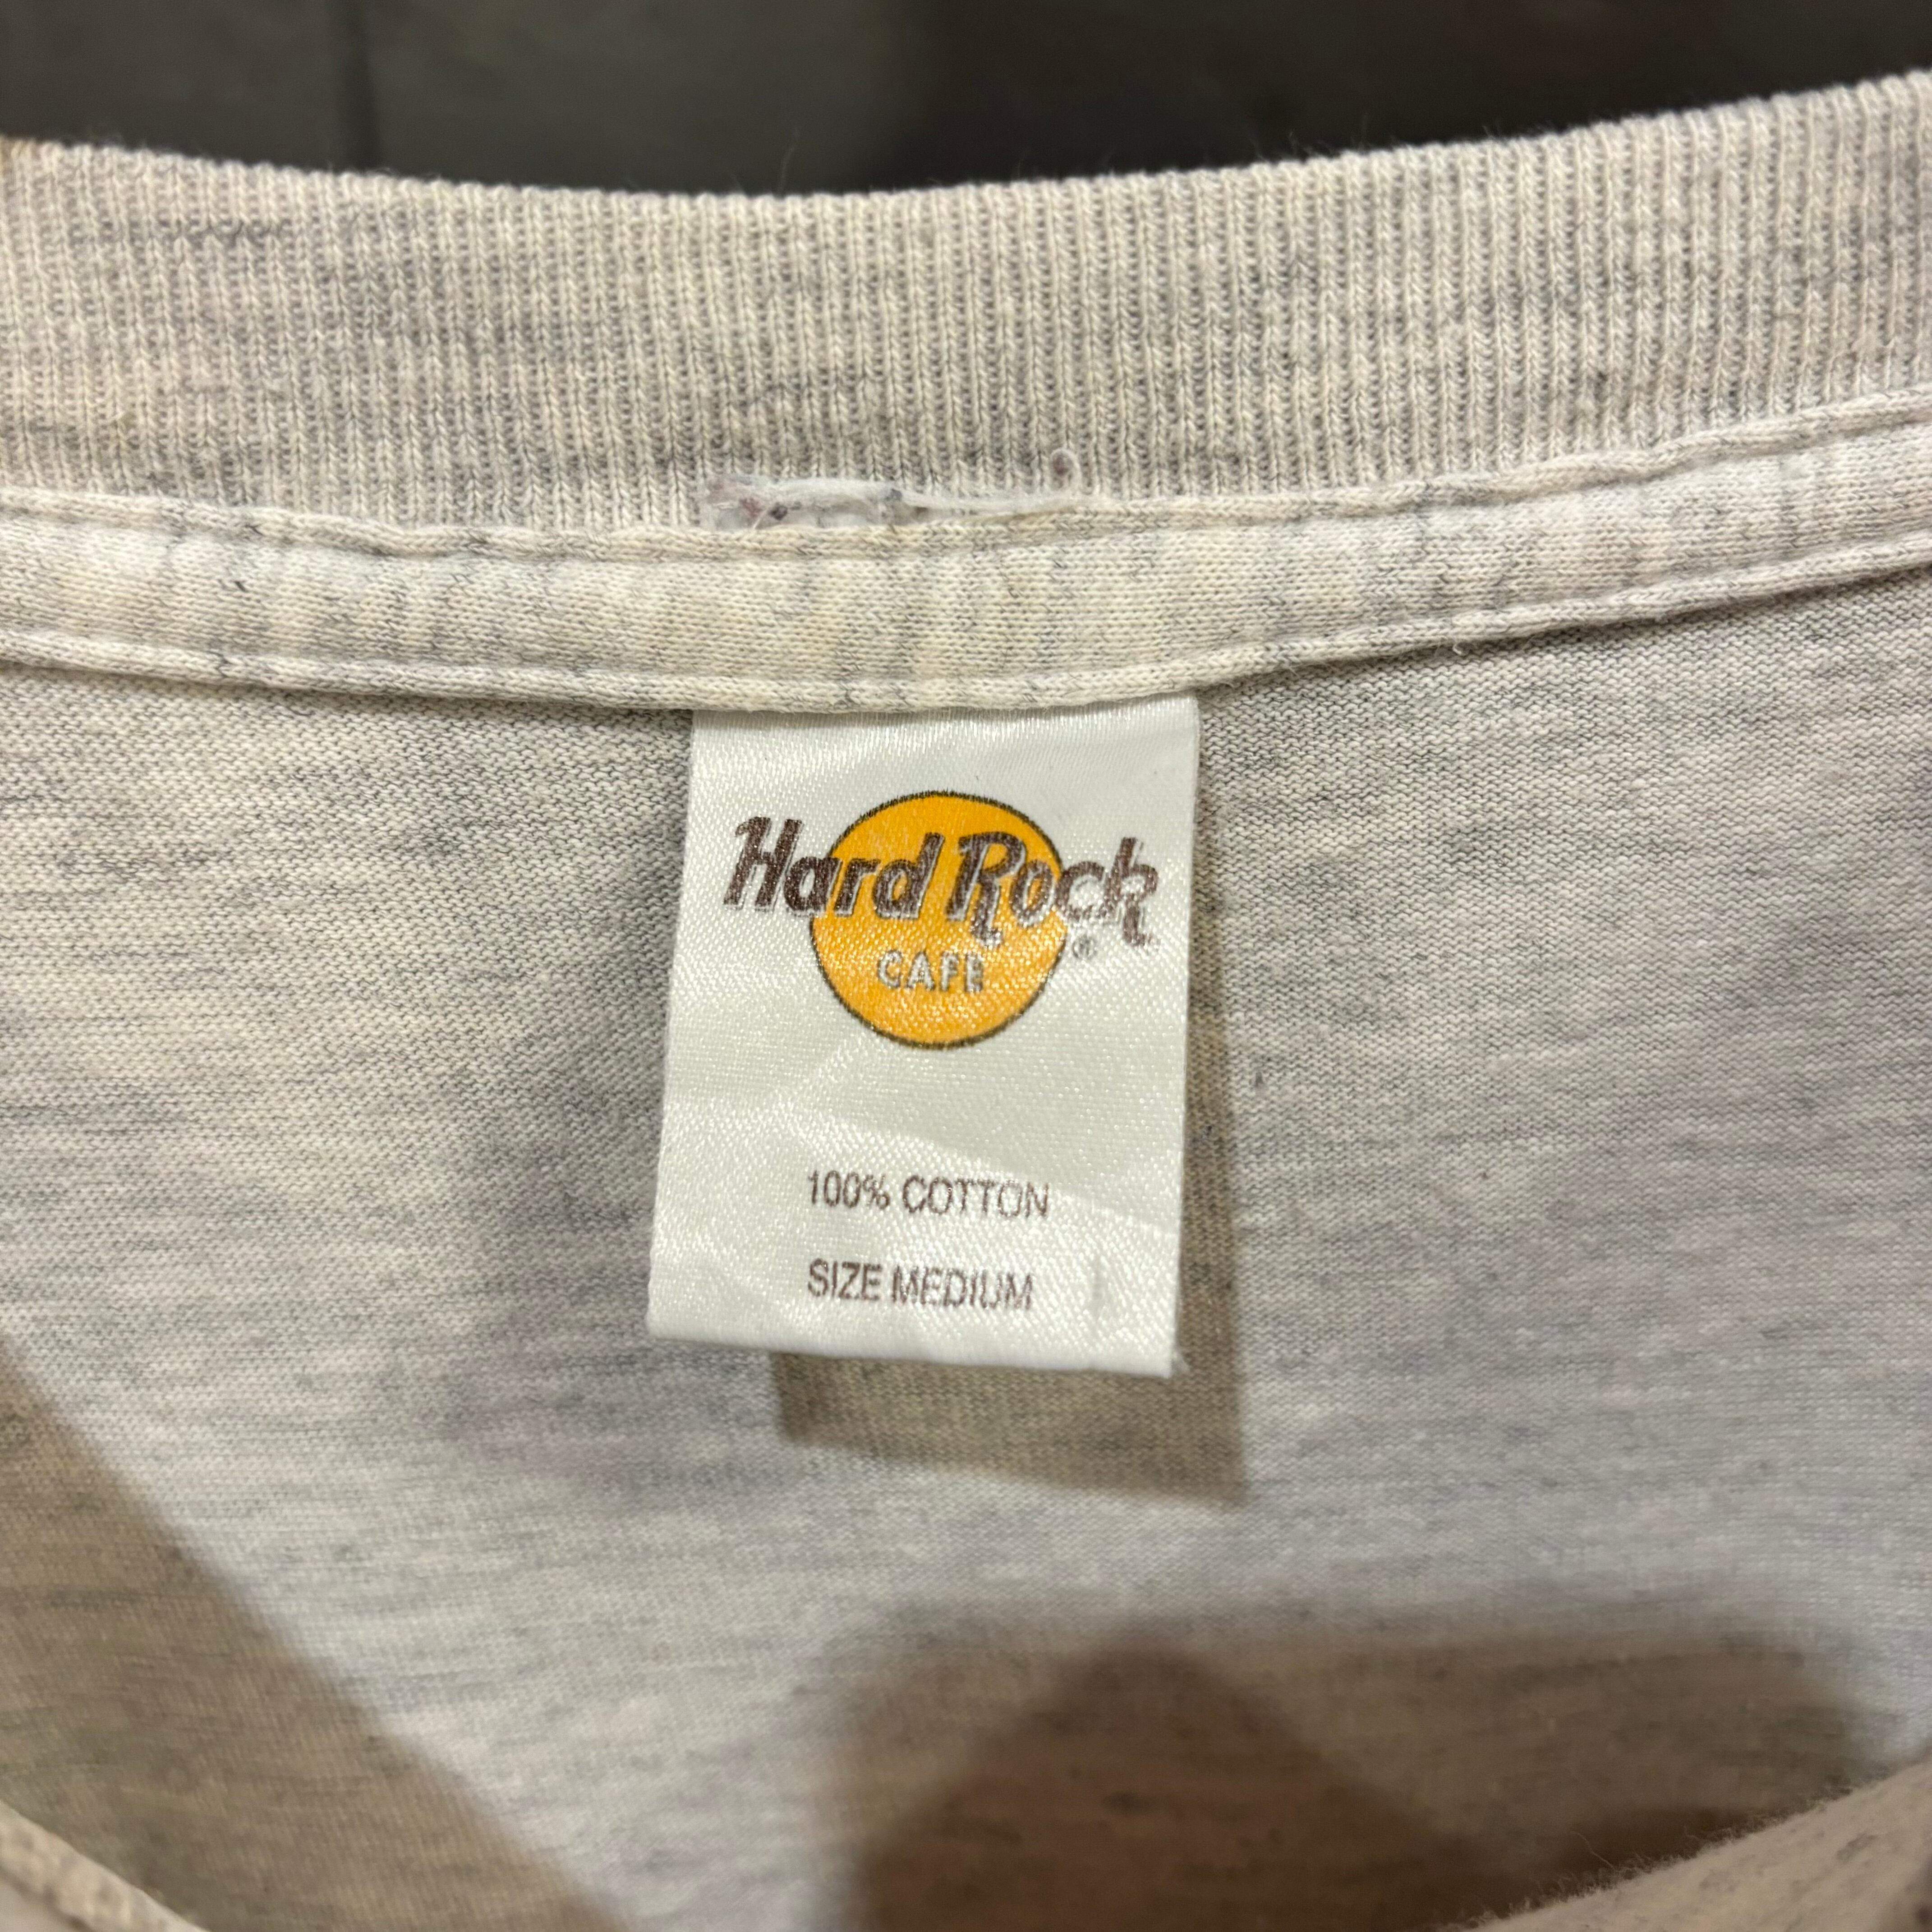 Hard Rock
®
CAFE
100% COTTON
SIZE MEDIUM